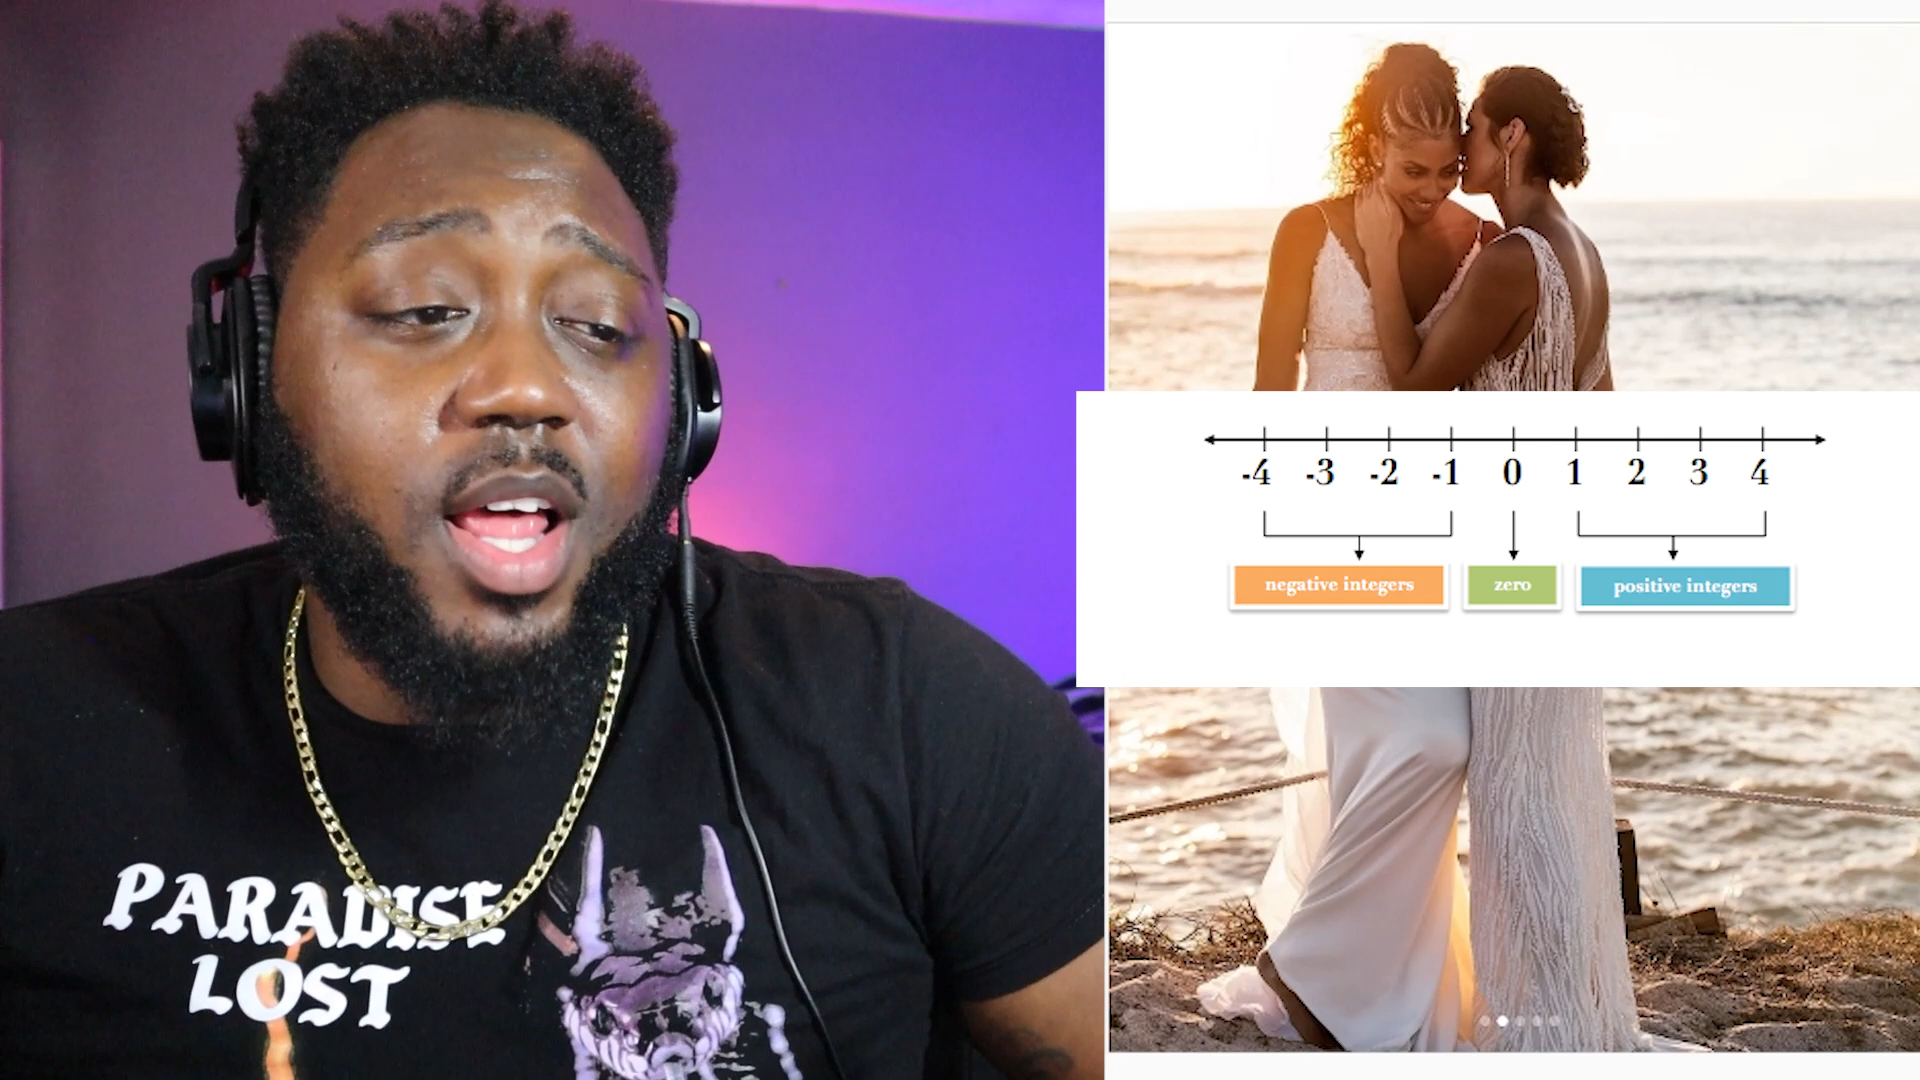 PARADISE
LOST
-4 -3 -2 -1 0 1 2 3 4
negative integers zero positive integers